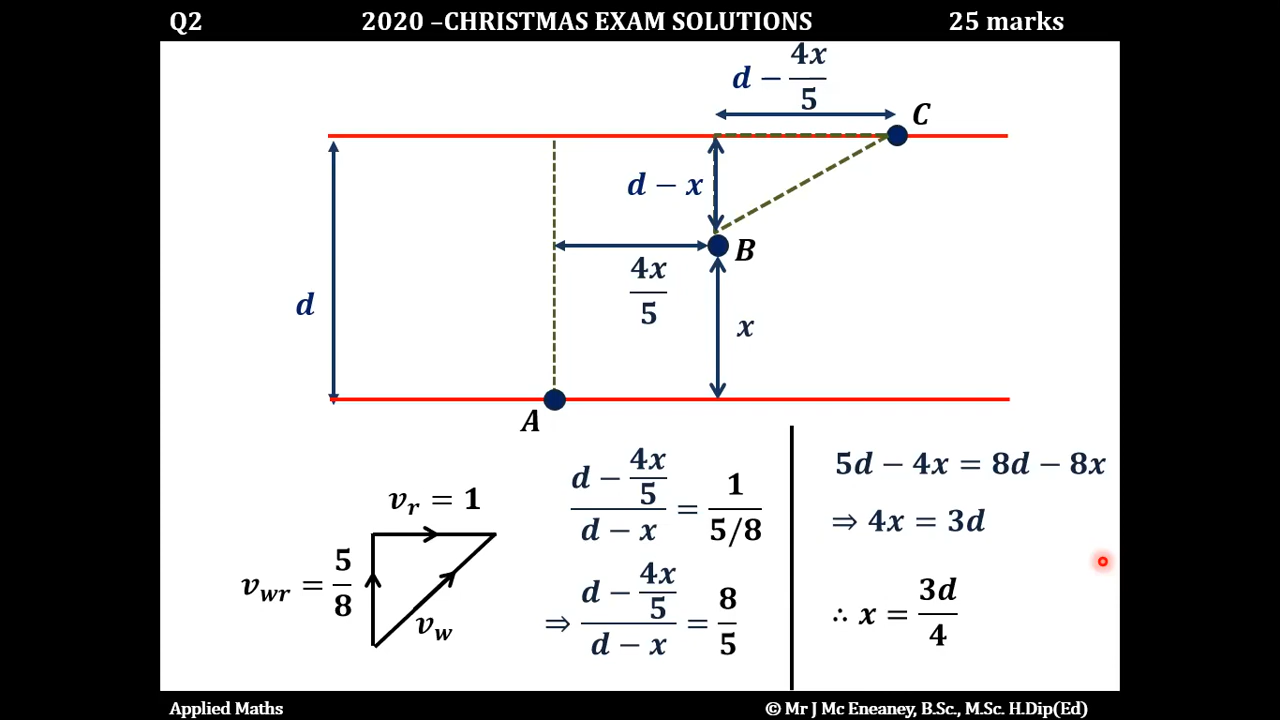 Q2 2020 –CHRISTMAS EXAM SOLUTIONS 25 marks
d − 4x/5
C
d − x
B
4x/5
d
x
A
v_r = 1
v_wr = 5/8
v_w
(d − 4x/5)/(d − x) = 1/(5/8)
⇒ (d − 4x/5)/(d − x) = 8/5
5d − 4x = 8d − 8x
⇒ 4x = 3d
∴ x = 3d/4
Applied Maths © Mr J Mc Eneaney, B.Sc., M.Sc. H.Dip(Ed)